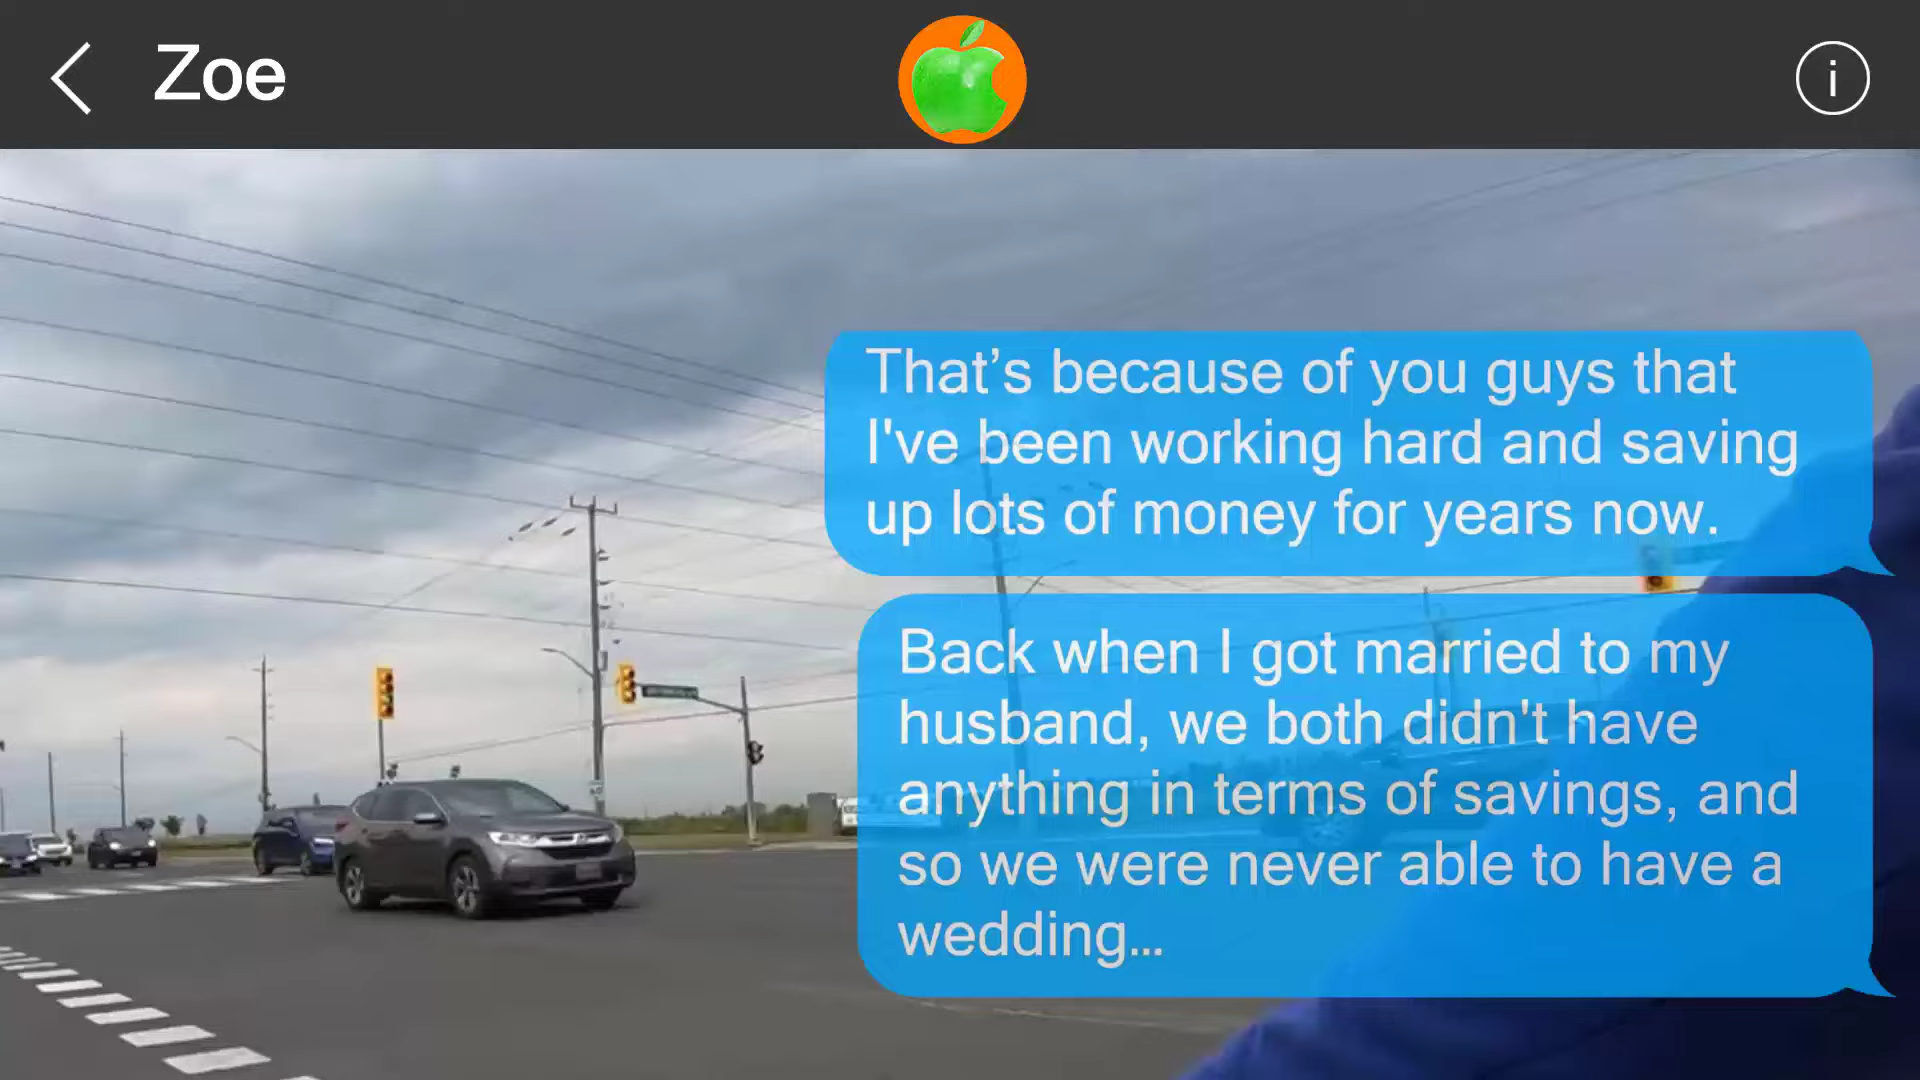 Zoe
i
That’s because of you guys that
I've been working hard and saving
up lots of money for years now.
Back when I got married to my
husband, we both didn't have
anything in terms of savings, and
so we were never able to have a
wedding…